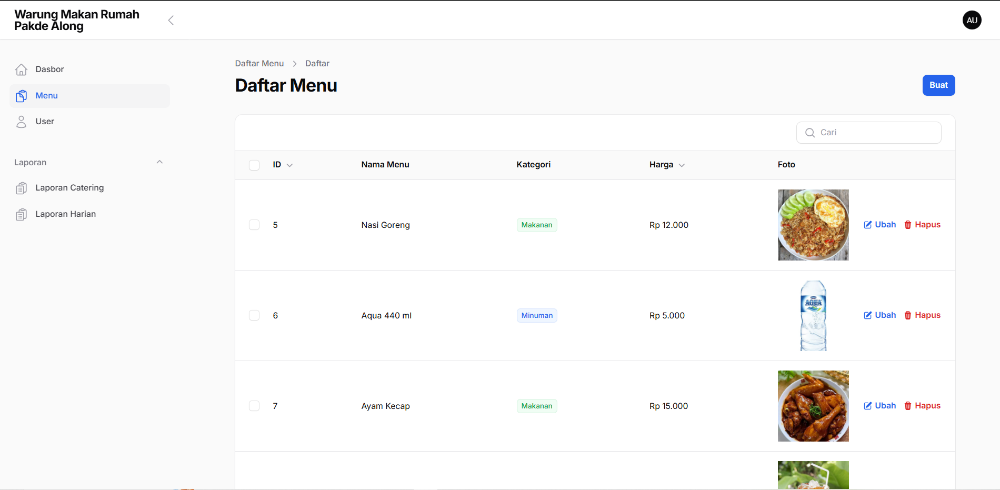 Warung Makan Rumah
Pakde Along
AU
Dasbor
Menu
User
Laporan
Laporan Catering
Laporan Harian
Daftar Menu > Daftar
Daftar Menu
Buat
Cari
ID Nama Menu Kategori Harga Foto
5 Nasi Goreng Makanan Rp 12.000 Ubah Hapus
6 Aqua 440 ml Minuman Rp 5.000 AQUA Ubah Hapus
7 Ayam Kecap Makanan Rp 15.000 Ubah Hapus